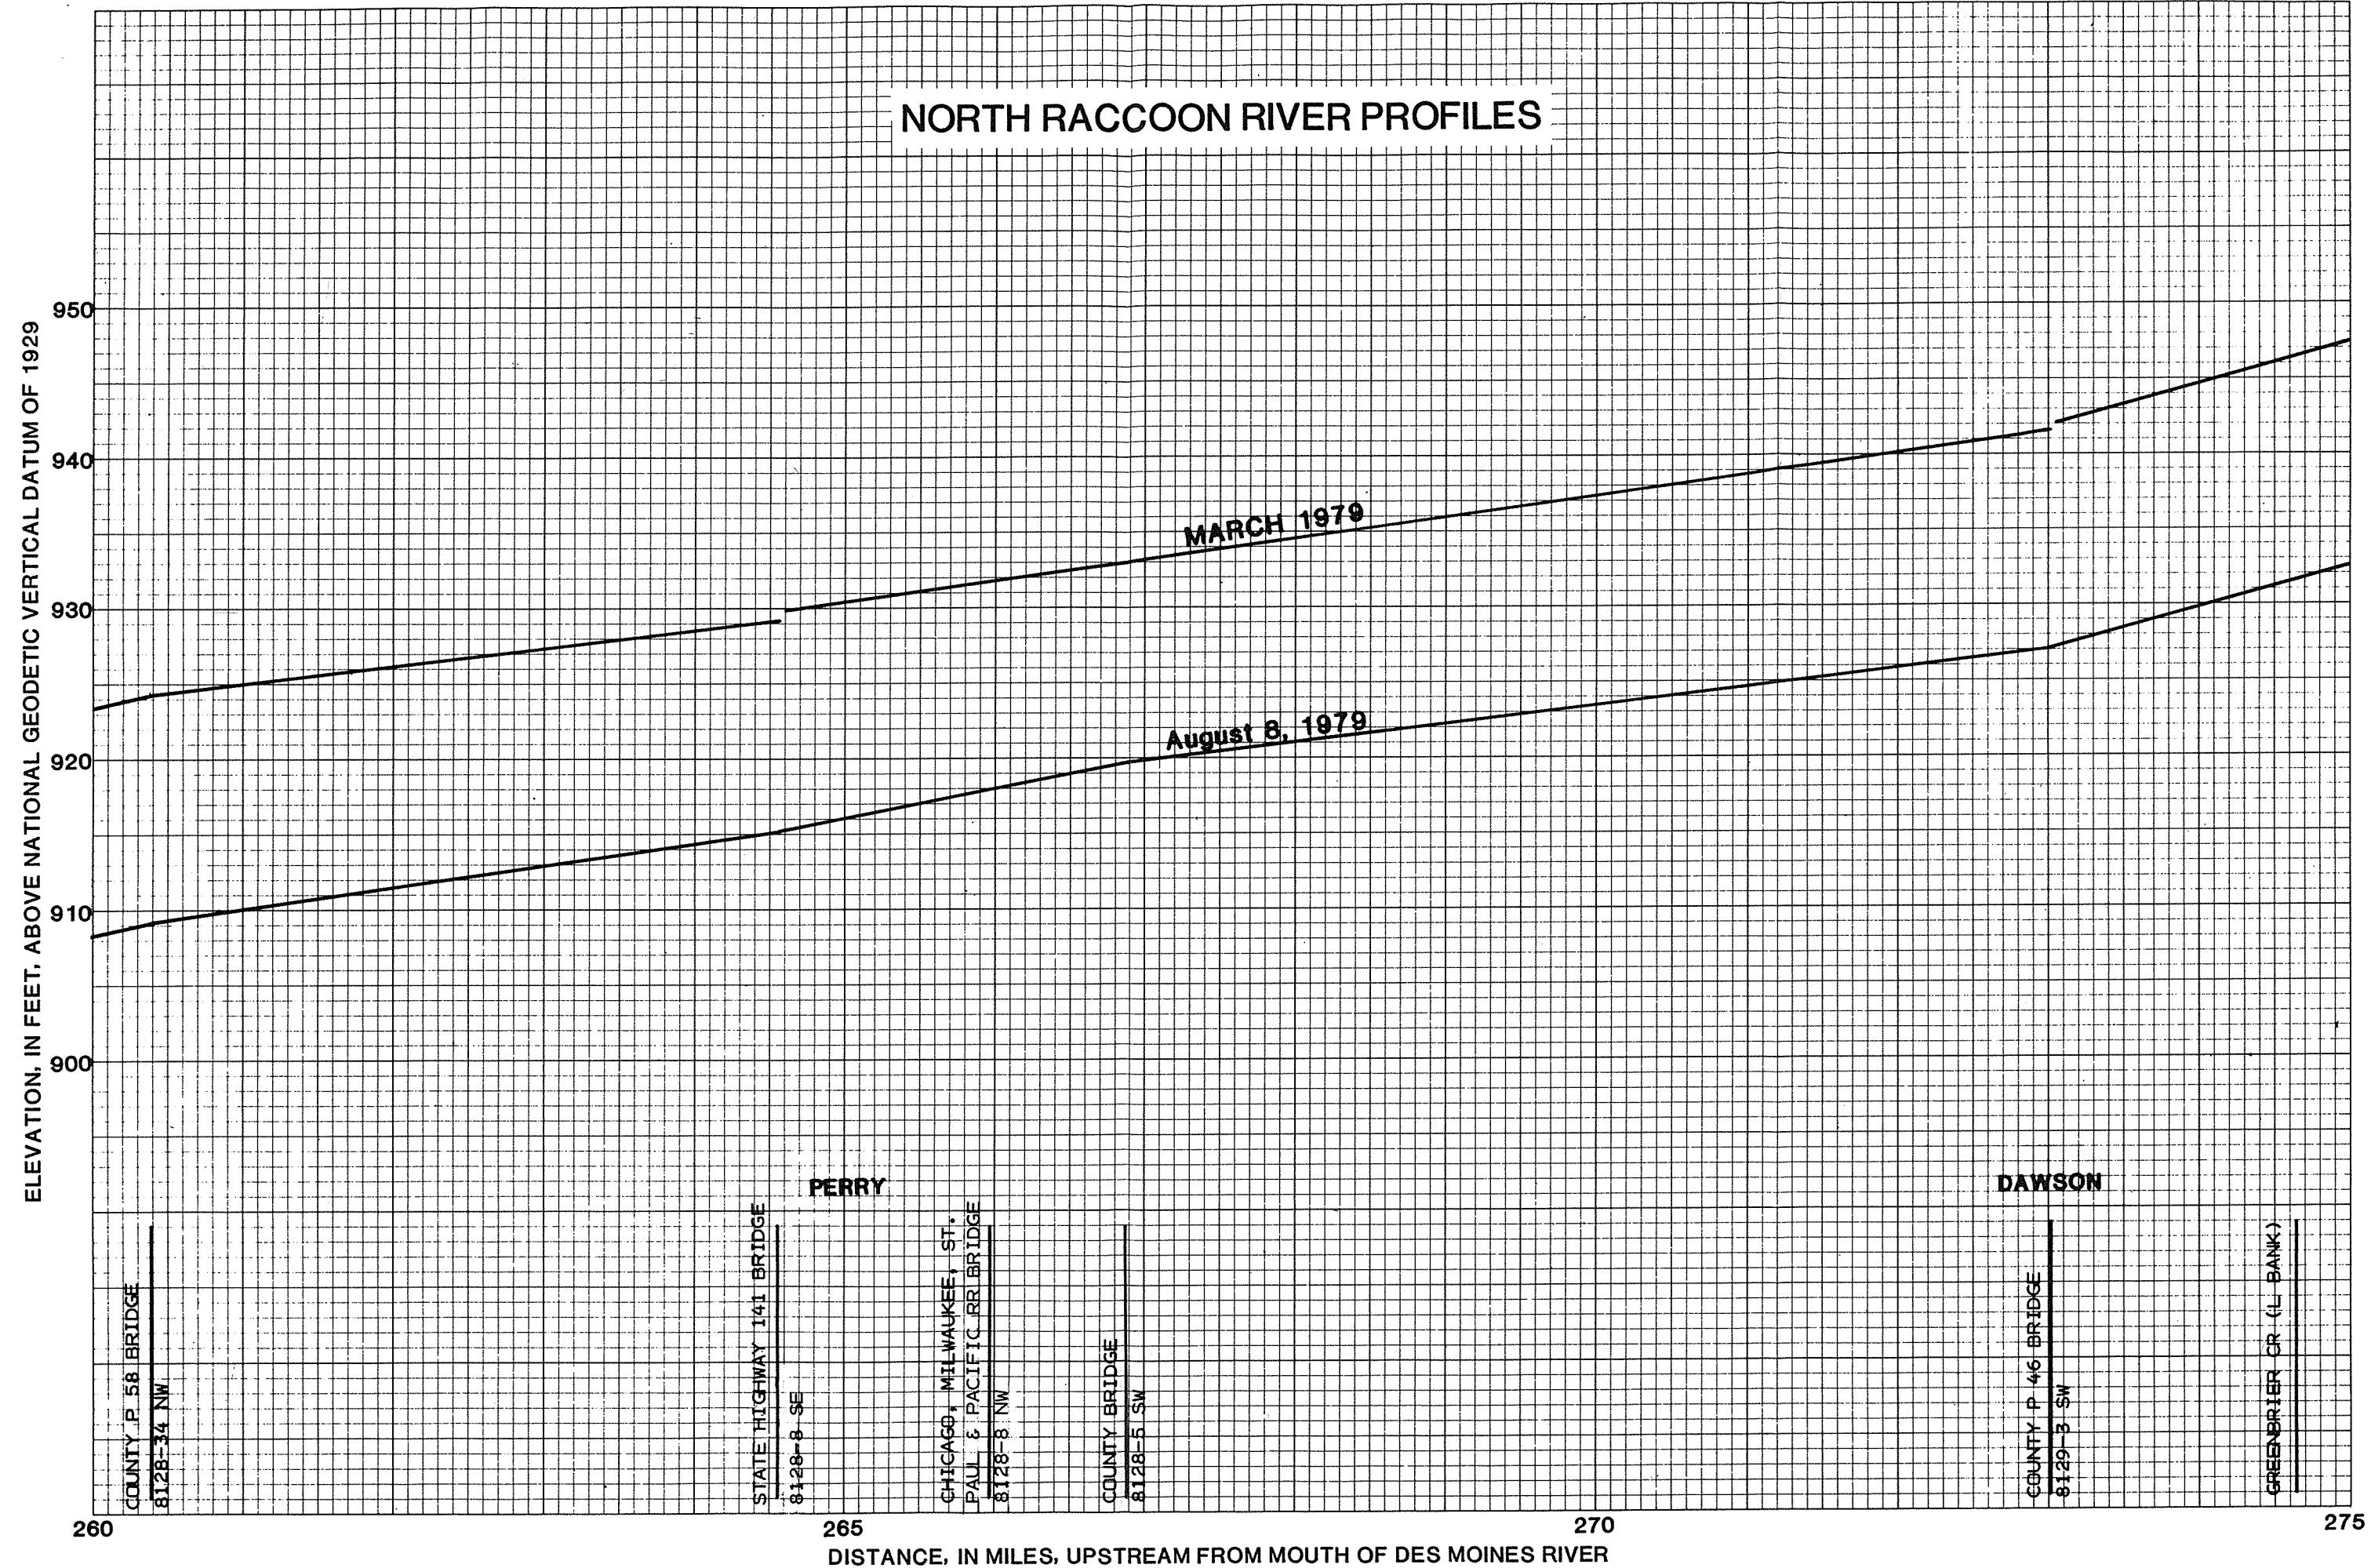 NORTH RACCOON RIVER PROFILES
ELEVATION, IN FEET, ABOVE NATIONAL GEODETIC VERTICAL DATUM OF 1929
950
940
930
920
910
900
MARCH 1979
August 8, 1979
PERRY
DAWSON
COUNTY P 58 BRIDGE
8128-34 NW
STATE HIGHWAY 141 BRIDGE
8128-8 SE
CHICAGO, MILWAUKEE, ST.
PAUL & PACIFIC RR BRIDGE
8128-8 NW
COUNTY BRIDGE
8128-5 SW
COUNTY P 46 BRIDGE
8129-3 SW
GREENBRIER CR (L BANK)
260
265
270
275
DISTANCE, IN MILES, UPSTREAM FROM MOUTH OF DES MOINES RIVER